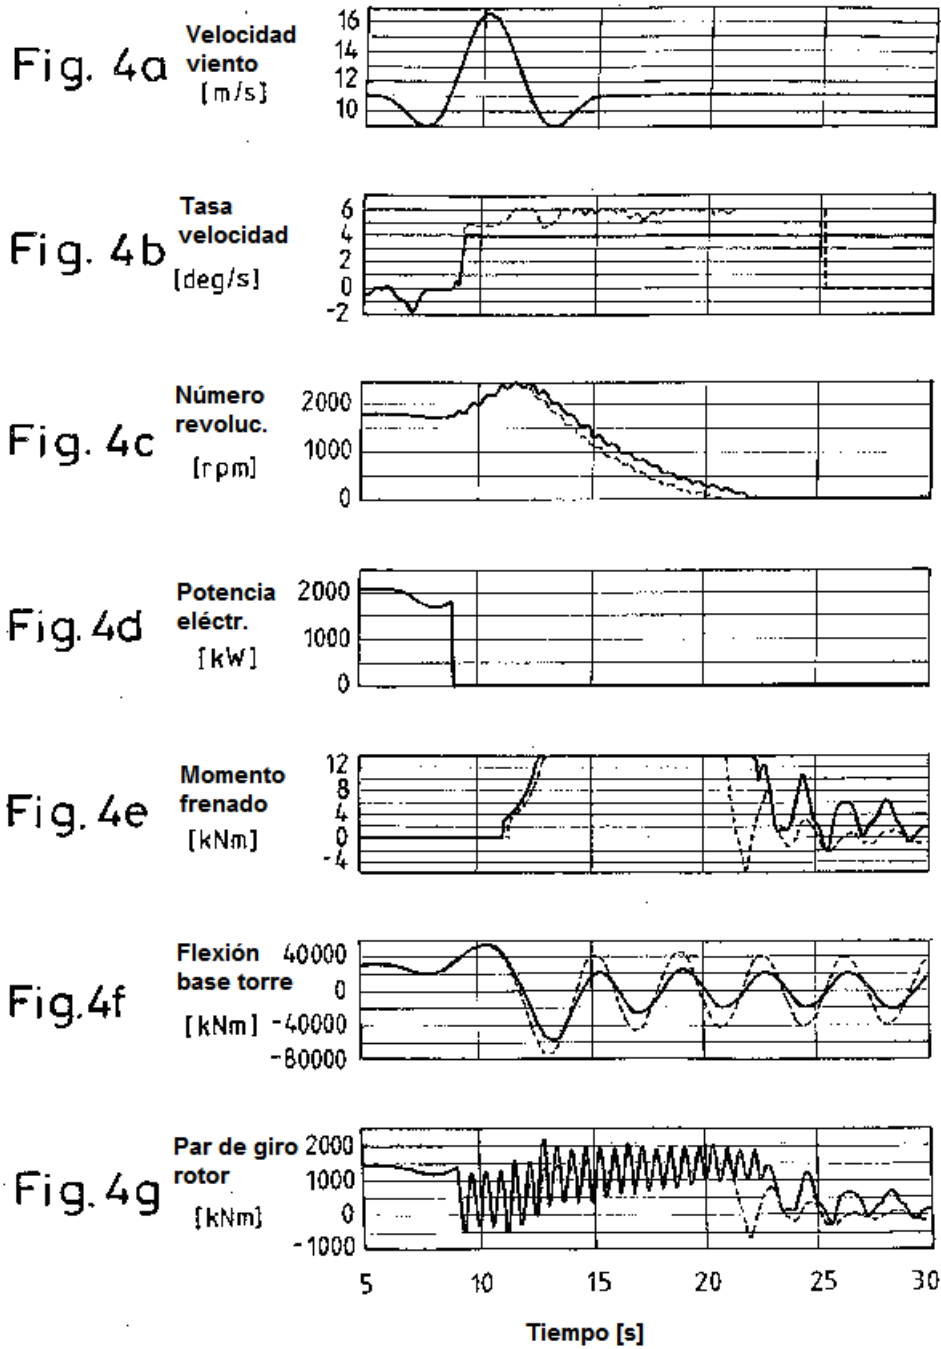 Fig. 4a
Velocidad
viento
[m/s]
16
14
12
10
Fig. 4b
Tasa
velocidad
[deg/s]
6
4
2
0
-2
Fig. 4c
Número
revoluc.
[rpm]
2000
1000
0
Fig. 4d
Potencia
eléctr.
[kW]
2000
1000
0
Fig. 4e
Momento
frenado
[kNm]
12
8
4
0
-4
Fig. 4f
Flexión
base torre
[kNm]
40000
0
-40000
-80000
Fig. 4g
Par de giro
rotor
[kNm]
2000
1000
0
-1000
5 10 15 20 25 30
Tiempo [s]